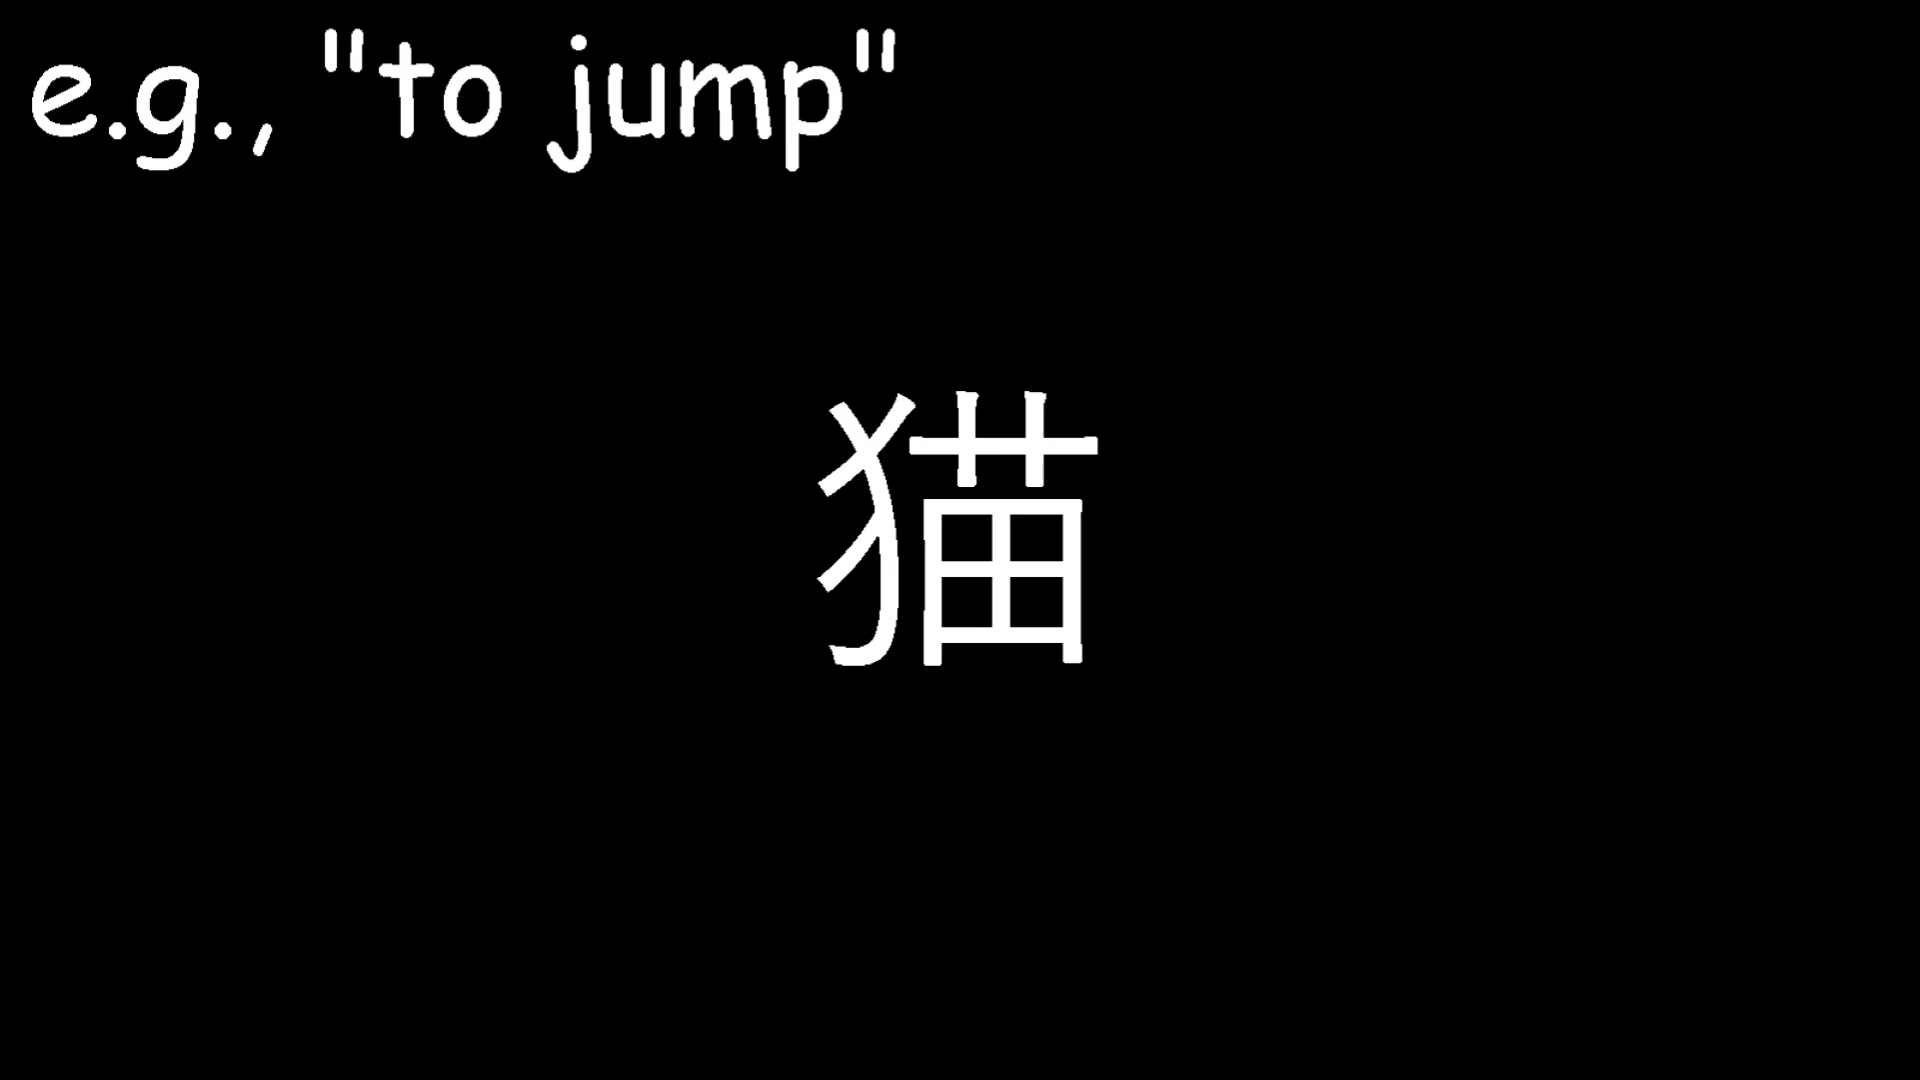 e.g., "to jump"
猫